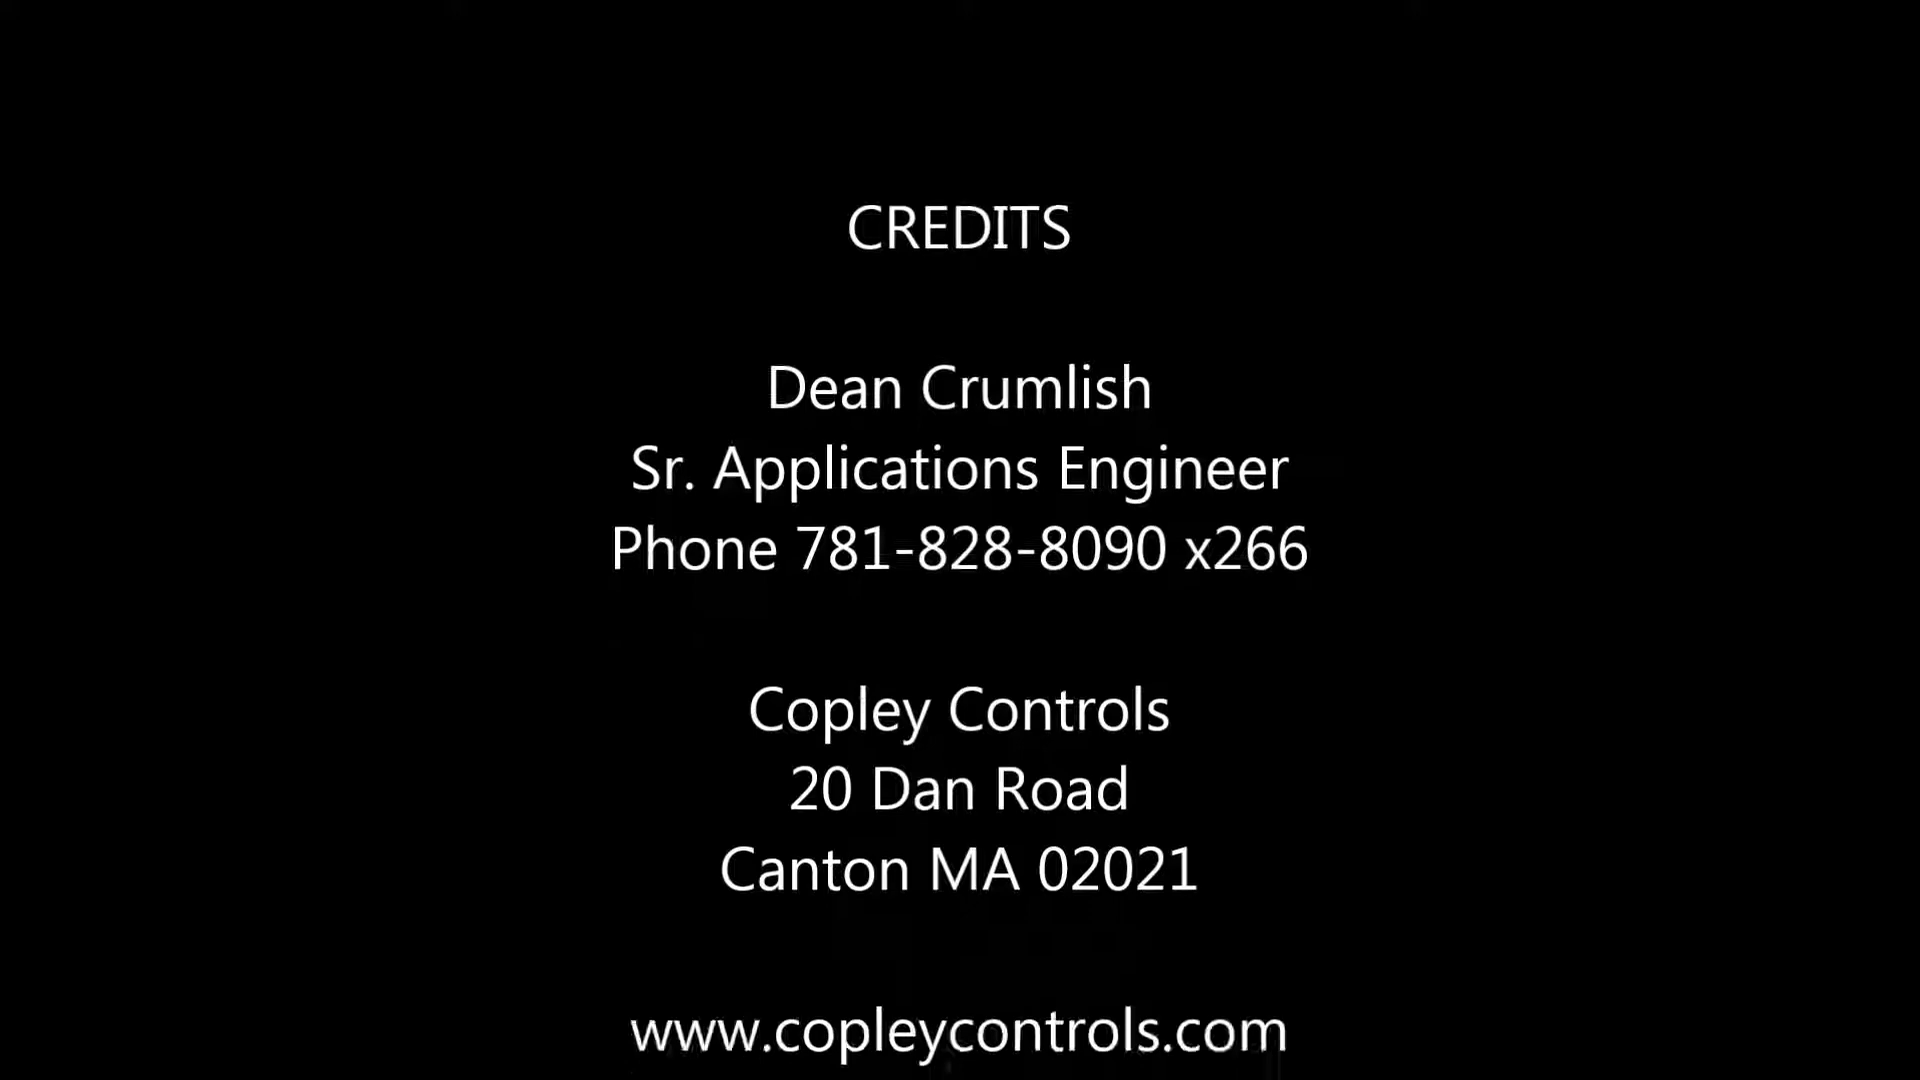 CREDITS
Dean Crumlish
Sr. Applications Engineer
Phone 781-828-8090 x266
Copley Controls
20 Dan Road
Canton MA 02021
www.copleycontrols.com